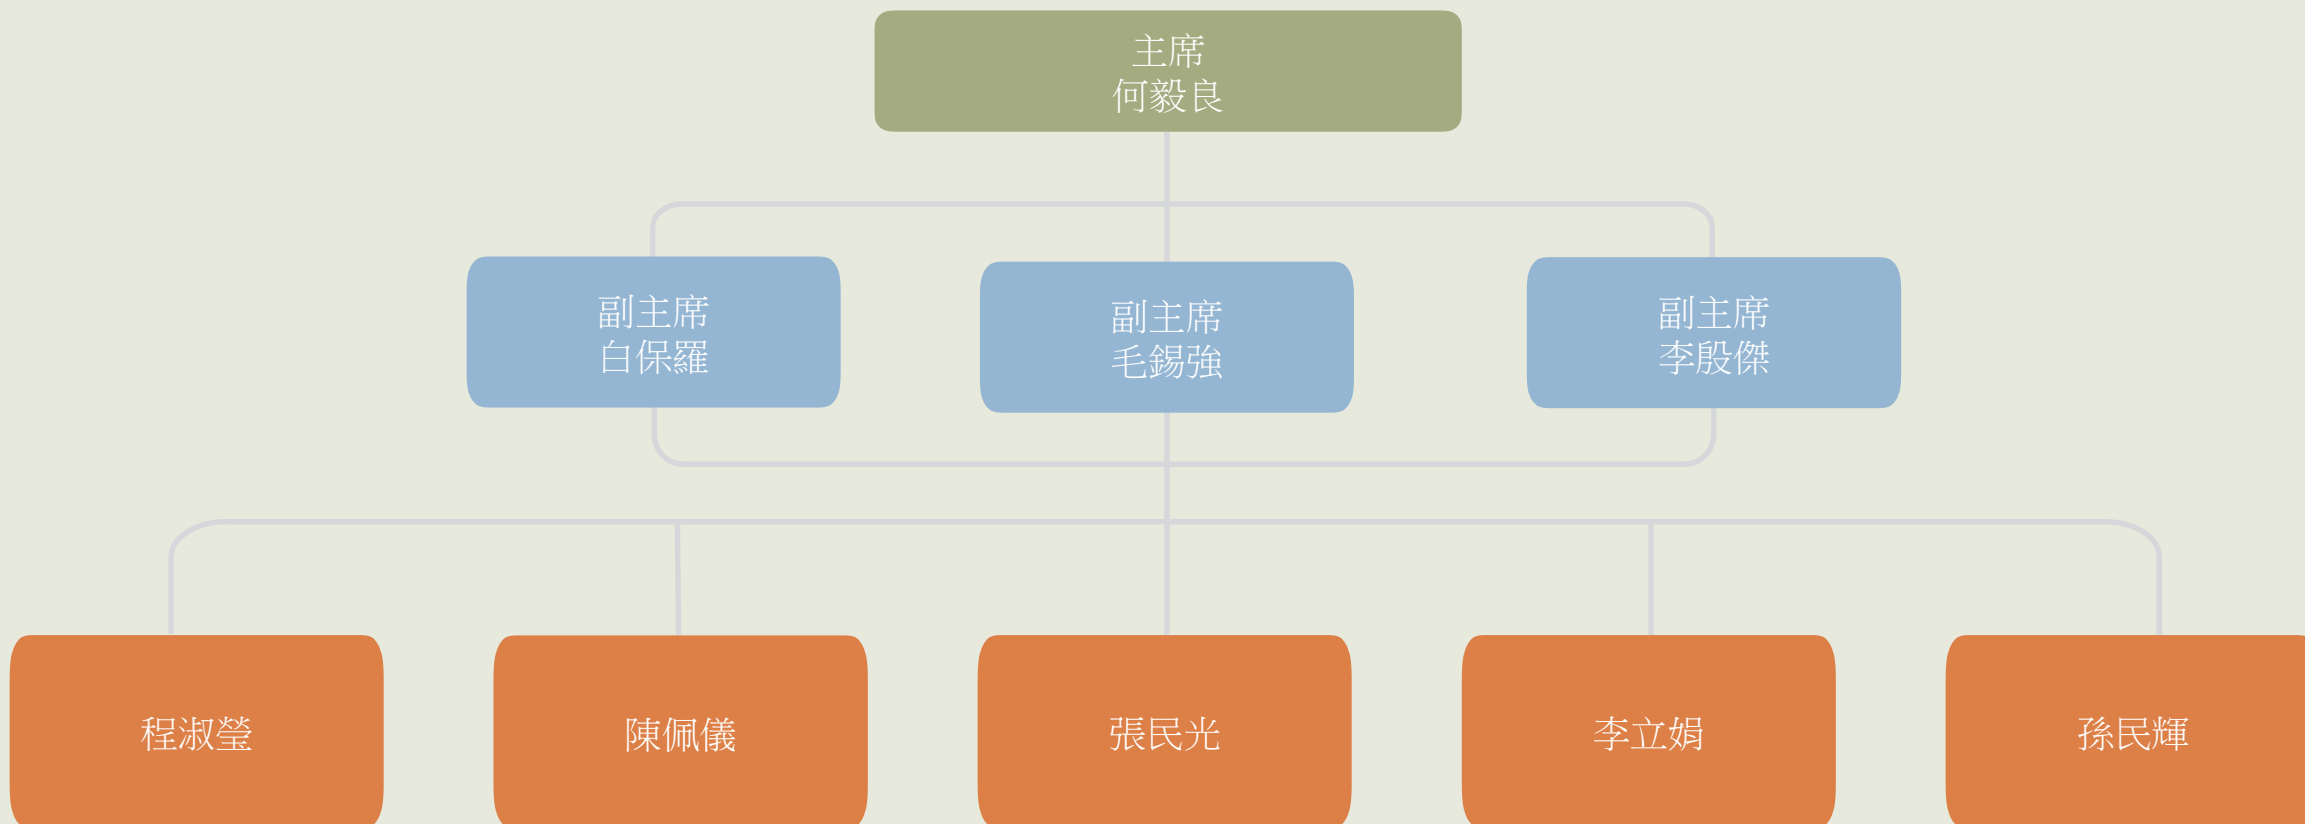 主席
何毅良
副主席
白保羅
副主席
毛錫強
副主席
李殷傑
程淑瑩
陳佩儀
張民光
李立娟
孫民輝